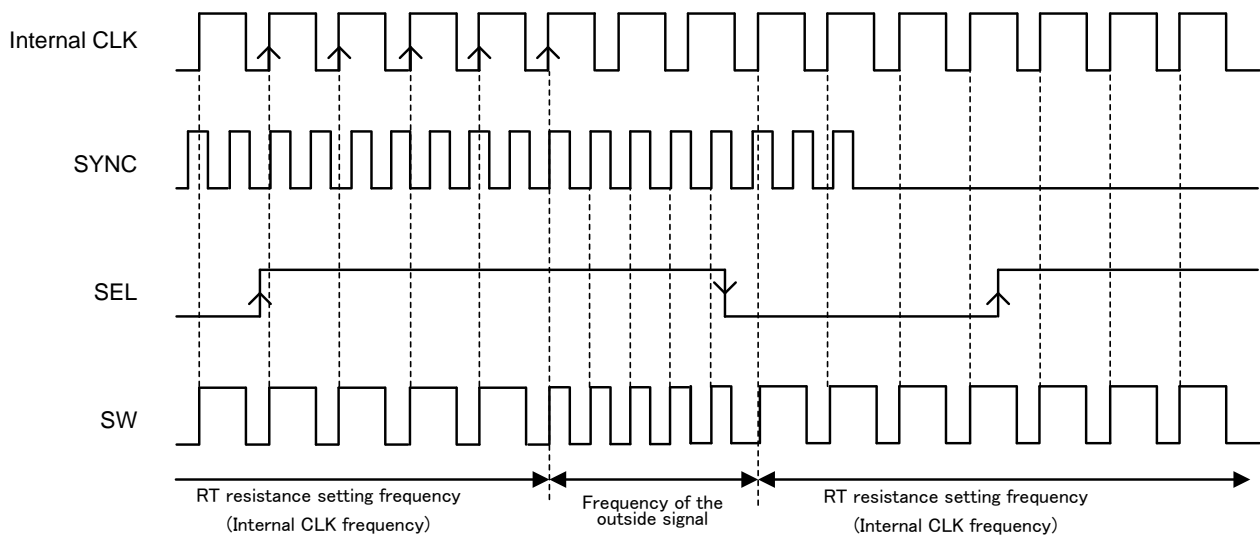 Internal CLK
SYNC
SEL
SW
RT resistance setting frequency
(Internal CLK frequency)
Frequency of the
outside signal
RT resistance setting frequency
(Internal CLK frequency)